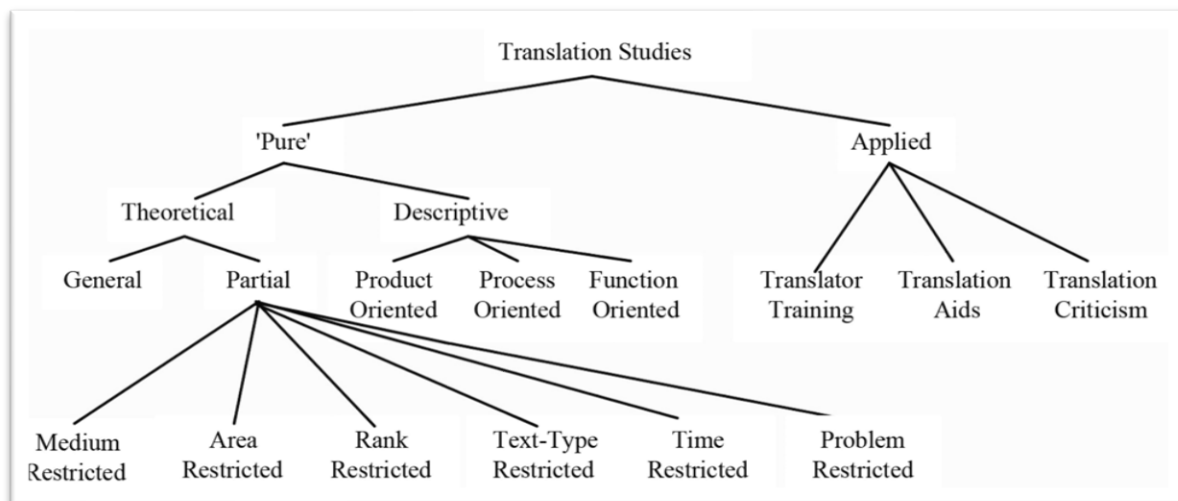 Translation Studies
'Pure'
Applied
Theoretical
Descriptive
General
Partial
Product
Oriented
Process
Oriented
Function
Oriented
Translator
Training
Translation
Aids
Translation
Criticism
Medium
Restricted
Area
Restricted
Rank
Restricted
Text-Type
Restricted
Time
Restricted
Problem
Restricted